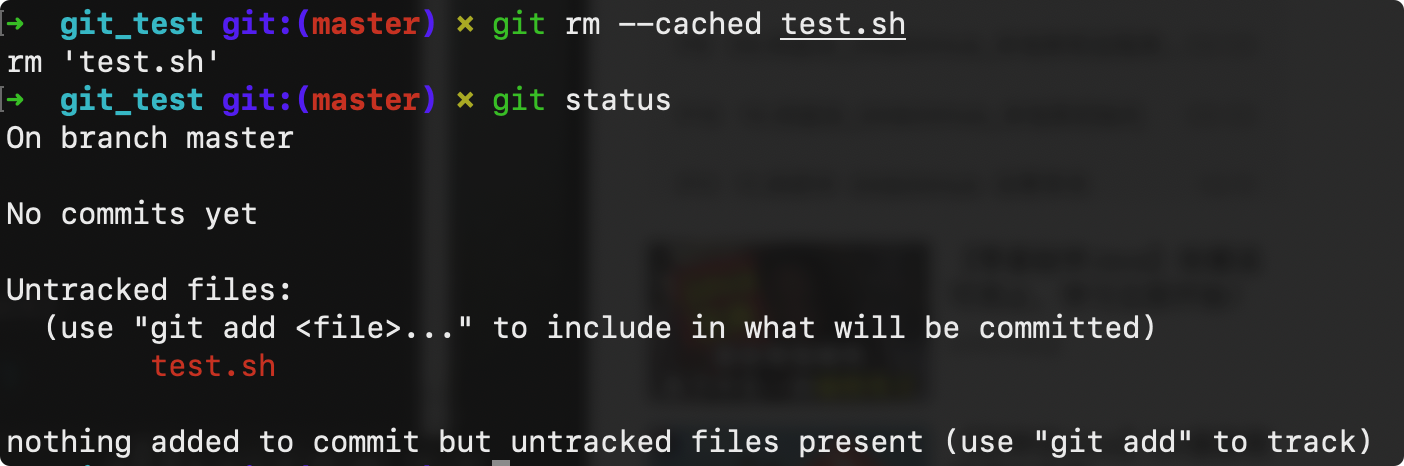 ➜  git_test git:(master) × git rm --cached test.sh
rm 'test.sh'
➜  git_test git:(master) × git status
On branch master
No commits yet
Untracked files:
  (use "git add <file>..." to include in what will be committed)
        test.sh
nothing added to commit but untracked files present (use "git add" to track)